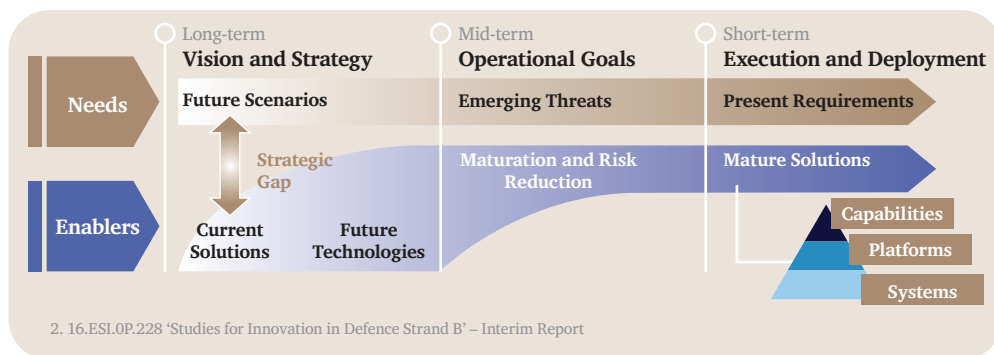 Long-term
Vision and Strategy
Mid-term
Operational Goals
Short-term
Execution and Deployment
Needs
Future Scenarios
Emerging Threats
Present Requirements
Strategic
Gap
Maturation and Risk
Reduction
Mature Solutions
Enablers
Current
Solutions
Future
Technologies
Capabilities
Platforms
Systems
2. 16.ESI.0P.228 ‘Studies for Innovation in Defence Strand B’ – Interim Report